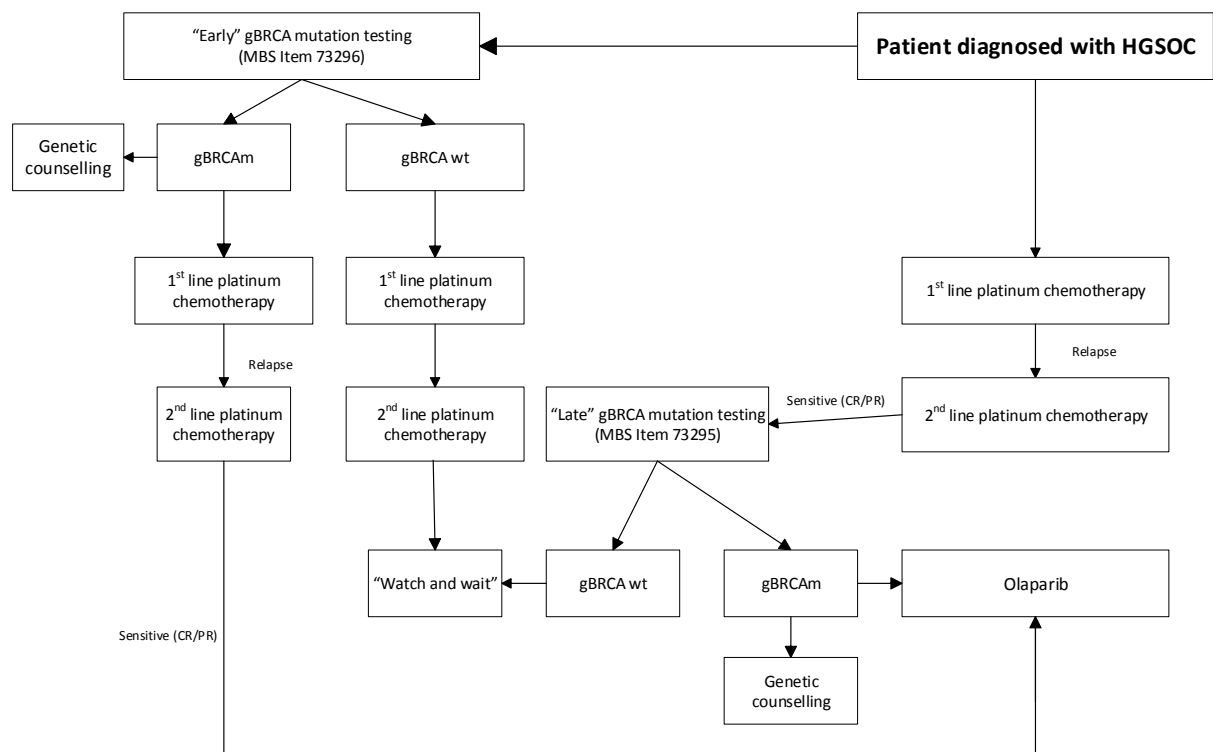 “Early” gBRCA mutation testing
(MBS Item 73296)
Patient diagnosed with HGSOC
Genetic
counselling
gBRCAm
gBRCA wt
1st line platinum
chemotherapy
1st line platinum
chemotherapy
1st line platinum chemotherapy
Relapse
Relapse
2nd line platinum
chemotherapy
2nd line platinum
chemotherapy
“Late” gBRCA mutation testing
(MBS Item 73295)
Sensitive (CR/PR)
2nd line platinum chemotherapy
“Watch and wait”
gBRCA wt
gBRCAm
Olaparib
Sensitive (CR/PR)
Genetic
counselling